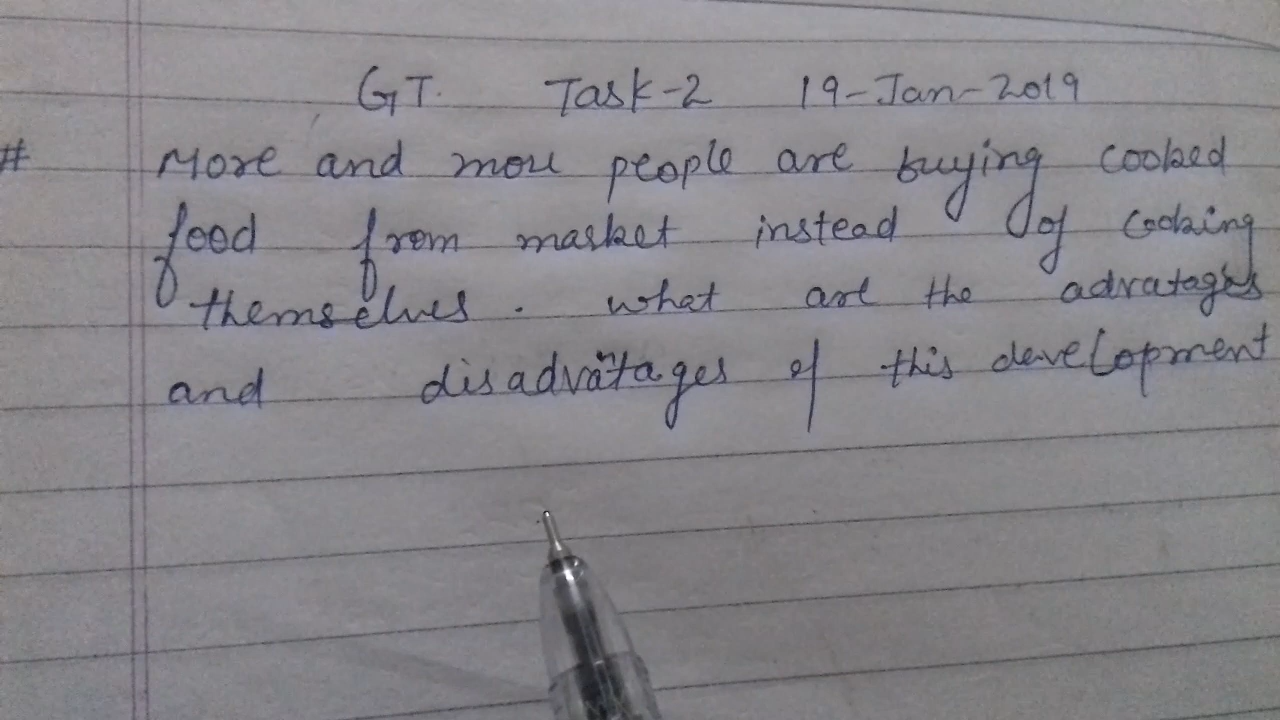 GT. Task-2 19-Jan-2019
# More and more people are buying cooked
food from market instead of cooking
themselves. what are the advatages
and disadvantages of this development